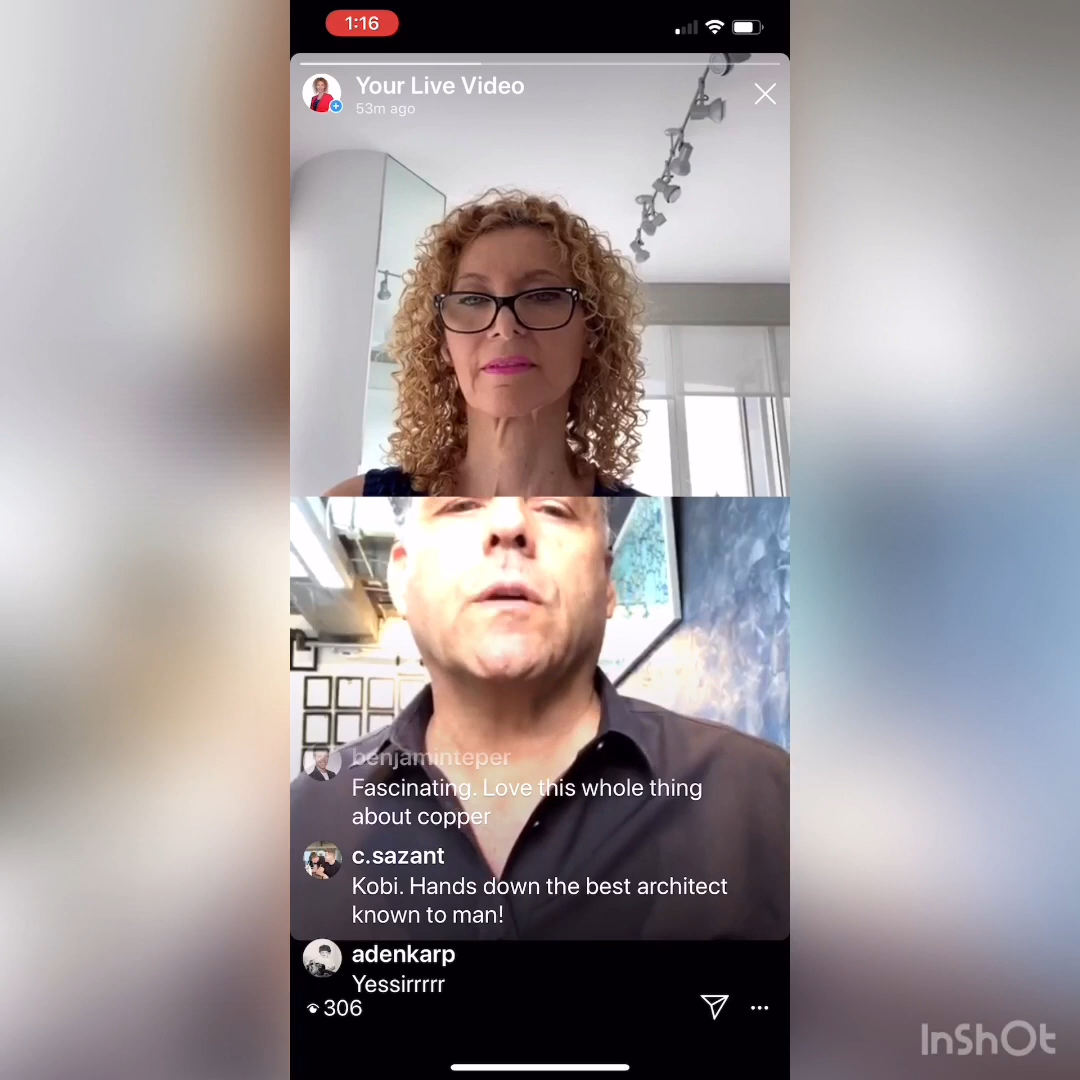 1:16
Your Live Video
53m ago
benjaminteper
Fascinating. Love this whole thing
about copper
c.sazant
Kobi. Hands down the best architect
known to man!
adenkarp
Yessirrrrr
306
InShOt